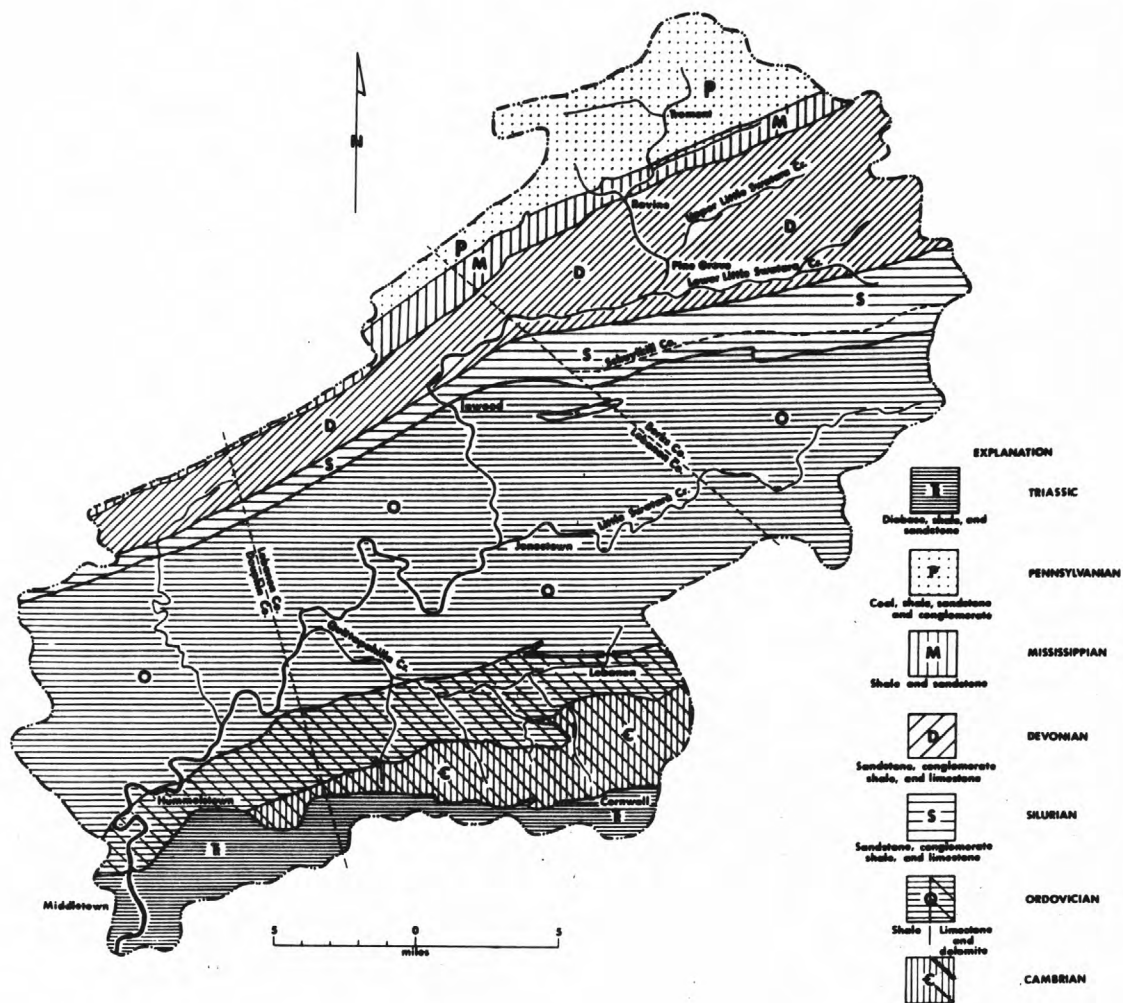 N
P
Tremont
M
Ravine
Upper Little Swatara Cr.
D
P
M
D
Pine Grove
Lower Little Swatara Cr.
S
S
Schuylkill Co.
Inwood
O
Berks Co.
Lebanon Co.
D
S
O
Little Swatara Cr.
Jonestown
Lebanon Co.
Dauphin Co.
O
Quittapahilla Cr.
Lebanon
O
Є
Є
Hummelstown
Cornwall
Middletown
5 0 5
miles
EXPLANATION
TRIASSIC
Diabase, shale, and
sandstone
P
PENNSYLVANIAN
Coal, shale, sandstone
and conglomerate
M
MISSISSIPPIAN
Shale and sandstone
D
DEVONIAN
Sandstone, conglomerate
shale, and limestone
S
SILURIAN
Sandstone, conglomerate
shale, and limestone
O
ORDOVICIAN
Shale Limestone
and
dolomite
Є
CAMBRIAN